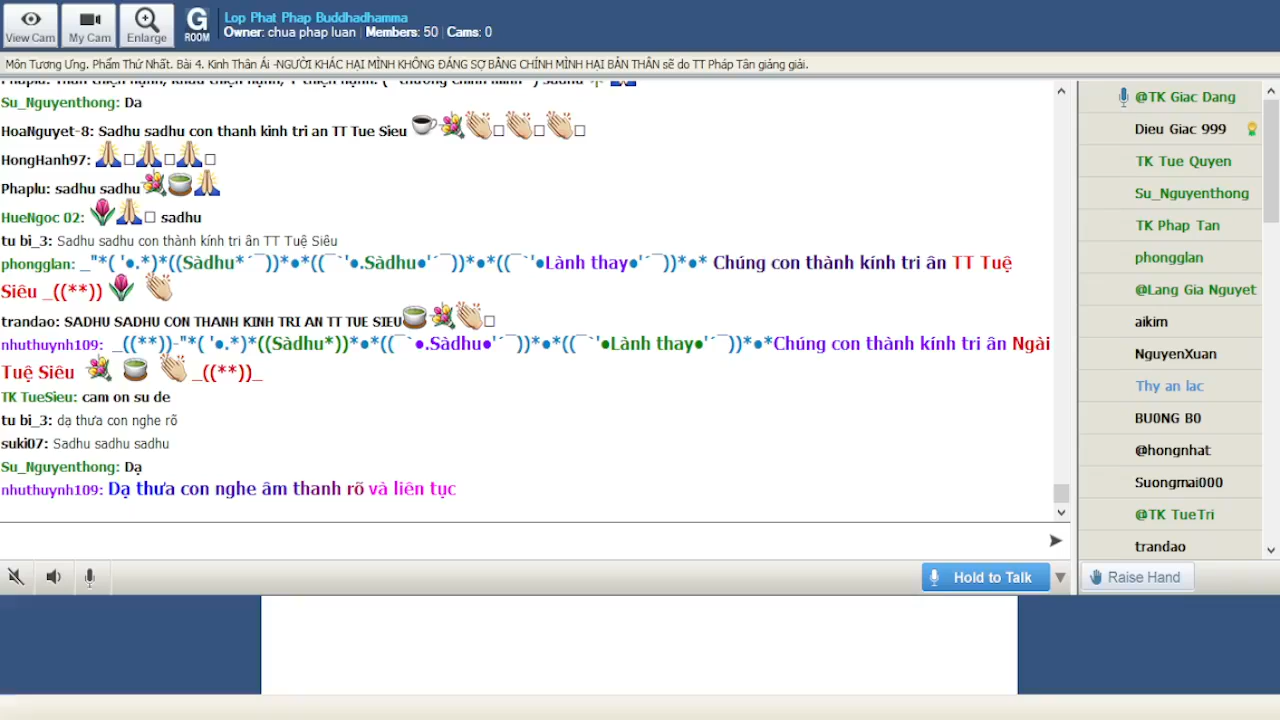 View Cam
My Cam
Enlarge
G
ROOM
Lop Phat Phap Buddhadhamma
Owner: chua phap luan Members: 50 Cams: 0
Môn Tương Ưng. Phẩm Thứ Nhất. Bài 4. Kinh Thân Ái -NGƯỜI KHÁC HẠI MÌNH KHÔNG ĐÁNG SỢ BẰNG CHÍNH MÌNH HẠI BẢN THÂN sẽ do TT Pháp Tân giảng giải.
Su_Nguyenthong: Da
HoaNguyet-8: Sadhu sadhu con thanh kinh tri an TT Tue Sieu
HongHanh97:
Phaplu: sadhu sadhu
HueNgoc 02: sadhu
tu bi_3: Sadhu sadhu con thành kính tri ân TT Tuệ Siêu
phongglan: _"*( '●.*)*((Sàdhu*´¯))*●*((¯`'●.Sàdhu●'´¯))*●*((¯`'●Lành thay●'´¯))*●* Chúng con thành kính tri ân TT Tuệ
Siêu _((**))
trandao: SADHU SADHU CON THANH KINH TRI AN TT TUE SIEU
nhuthuynh109: _((**))-"*( '●.*)*((Sàdhu*))*●*((¯`●.Sàdhu●'´¯))*●*((¯`'●Lành thay●'´¯))*●*Chúng con thành kính tri ân Ngài
Tuệ Siêu _((**))_
TK TueSieu: cam on su de
tu bi_3: dạ thưa con nghe rõ
suki07: Sadhu sadhu sadhu
Su_Nguyenthong: Dạ
nhuthuynh109: Dạ thưa con nghe âm thanh rõ và liên tục
Hold to Talk
@TK Giac Dang
Dieu Giac 999
TK Tue Quyen
Su_Nguyenthong
TK Phap Tan
phongglan
@Lang Gia Nguyet
aikim
NguyenXuan
Thy an lac
BU0NG B0
@hongnhat
Suongmai000
@TK TueTri
trandao
Raise Hand